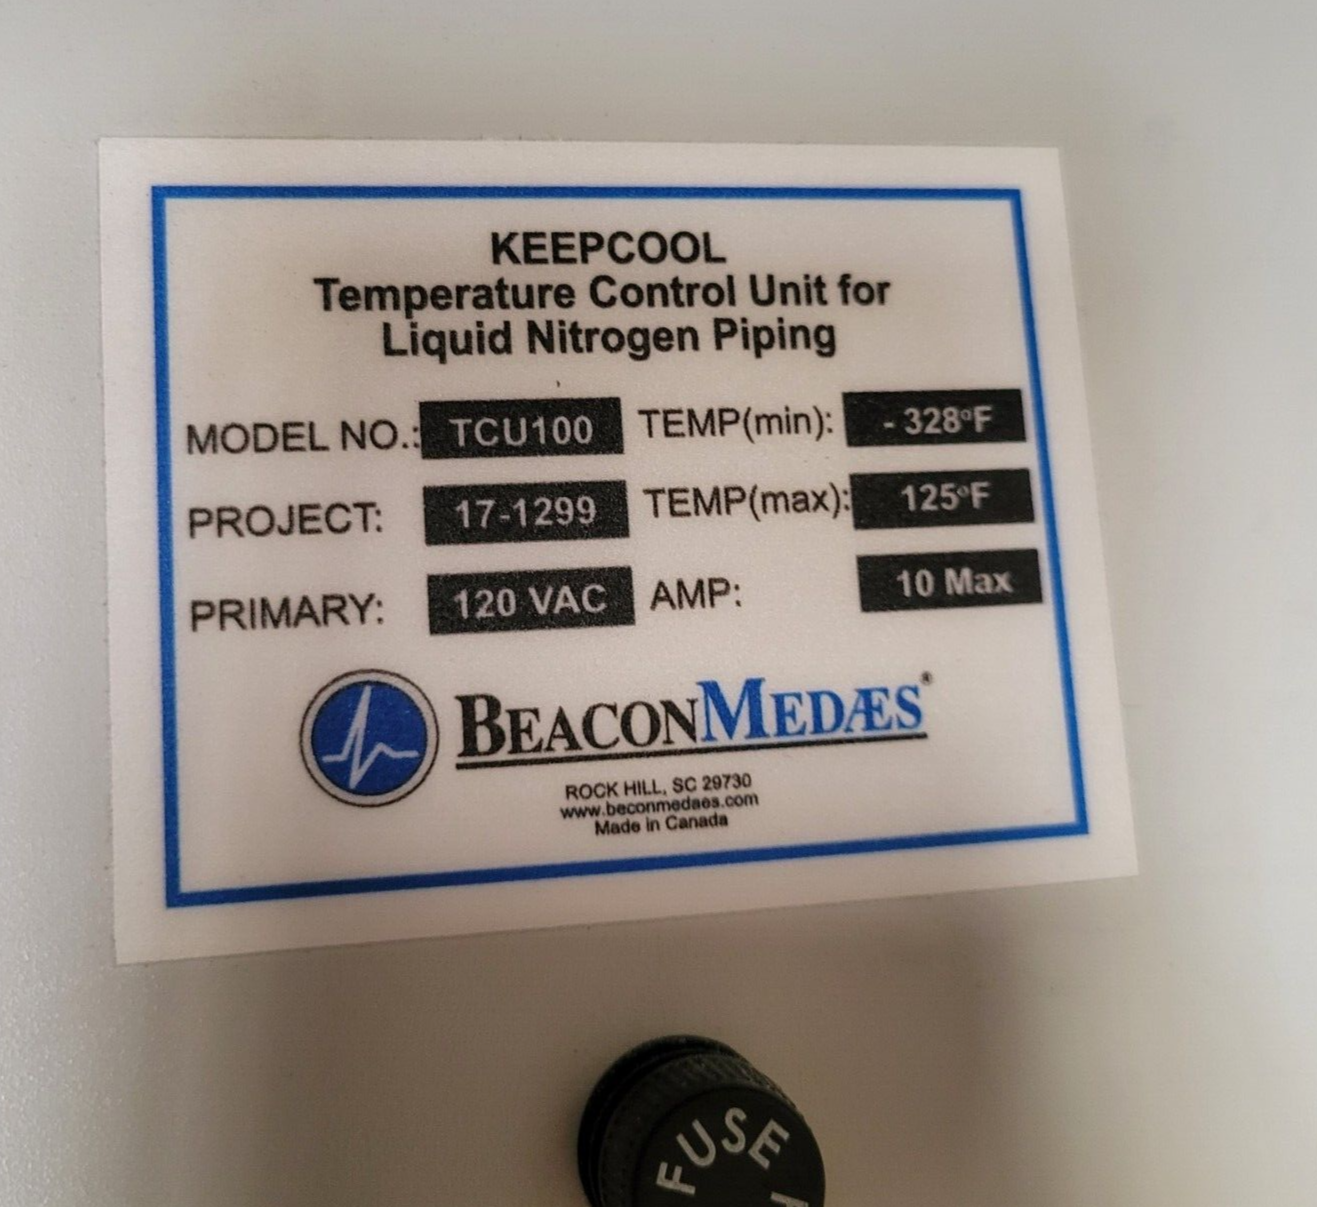 KEEPCOOL
Temperature Control Unit for
Liquid Nitrogen Piping
MODEL NO.: TCU100 TEMP(min): - 328°F
PROJECT: 17-1299 TEMP(max): 125°F
PRIMARY: 120 VAC AMP: 10 Max
BEACONMEDÆS®
ROCK HILL, SC 29730
www.beconmedaes.com
Made in Canada
FUSE